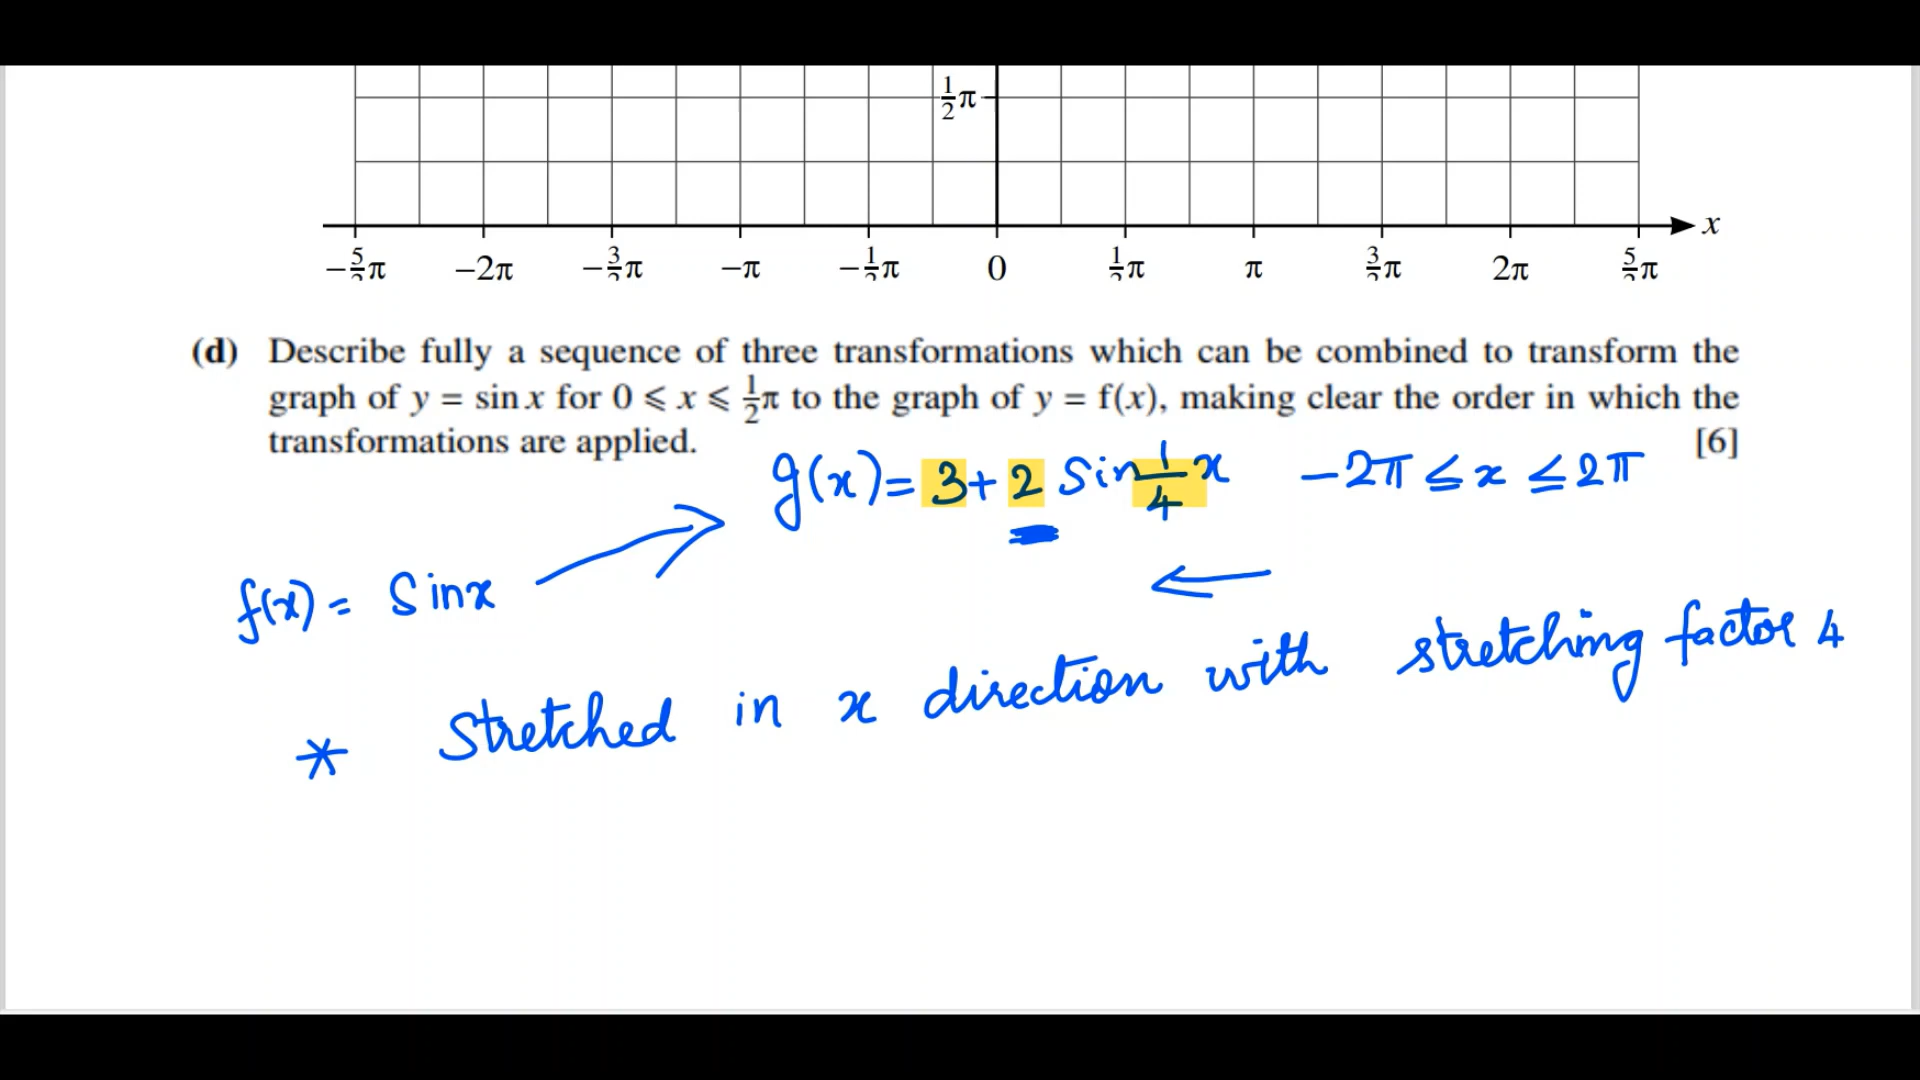 ½π
x
−5/2π −2π −3/2π −π −1/2π 0 1/2π π 3/2π 2π 5/2π
(d) Describe fully a sequence of three transformations which can be combined to transform the
graph of y = sin x for 0 ⩽ x ⩽ ½π to the graph of y = f(x), making clear the order in which the
transformations are applied. [6]
g(x) = 3 + 2 Sin 1/4 x −2π ≤ x ≤ 2π
f(x) = Sinx
* Stretched in x direction with stretching factor 4